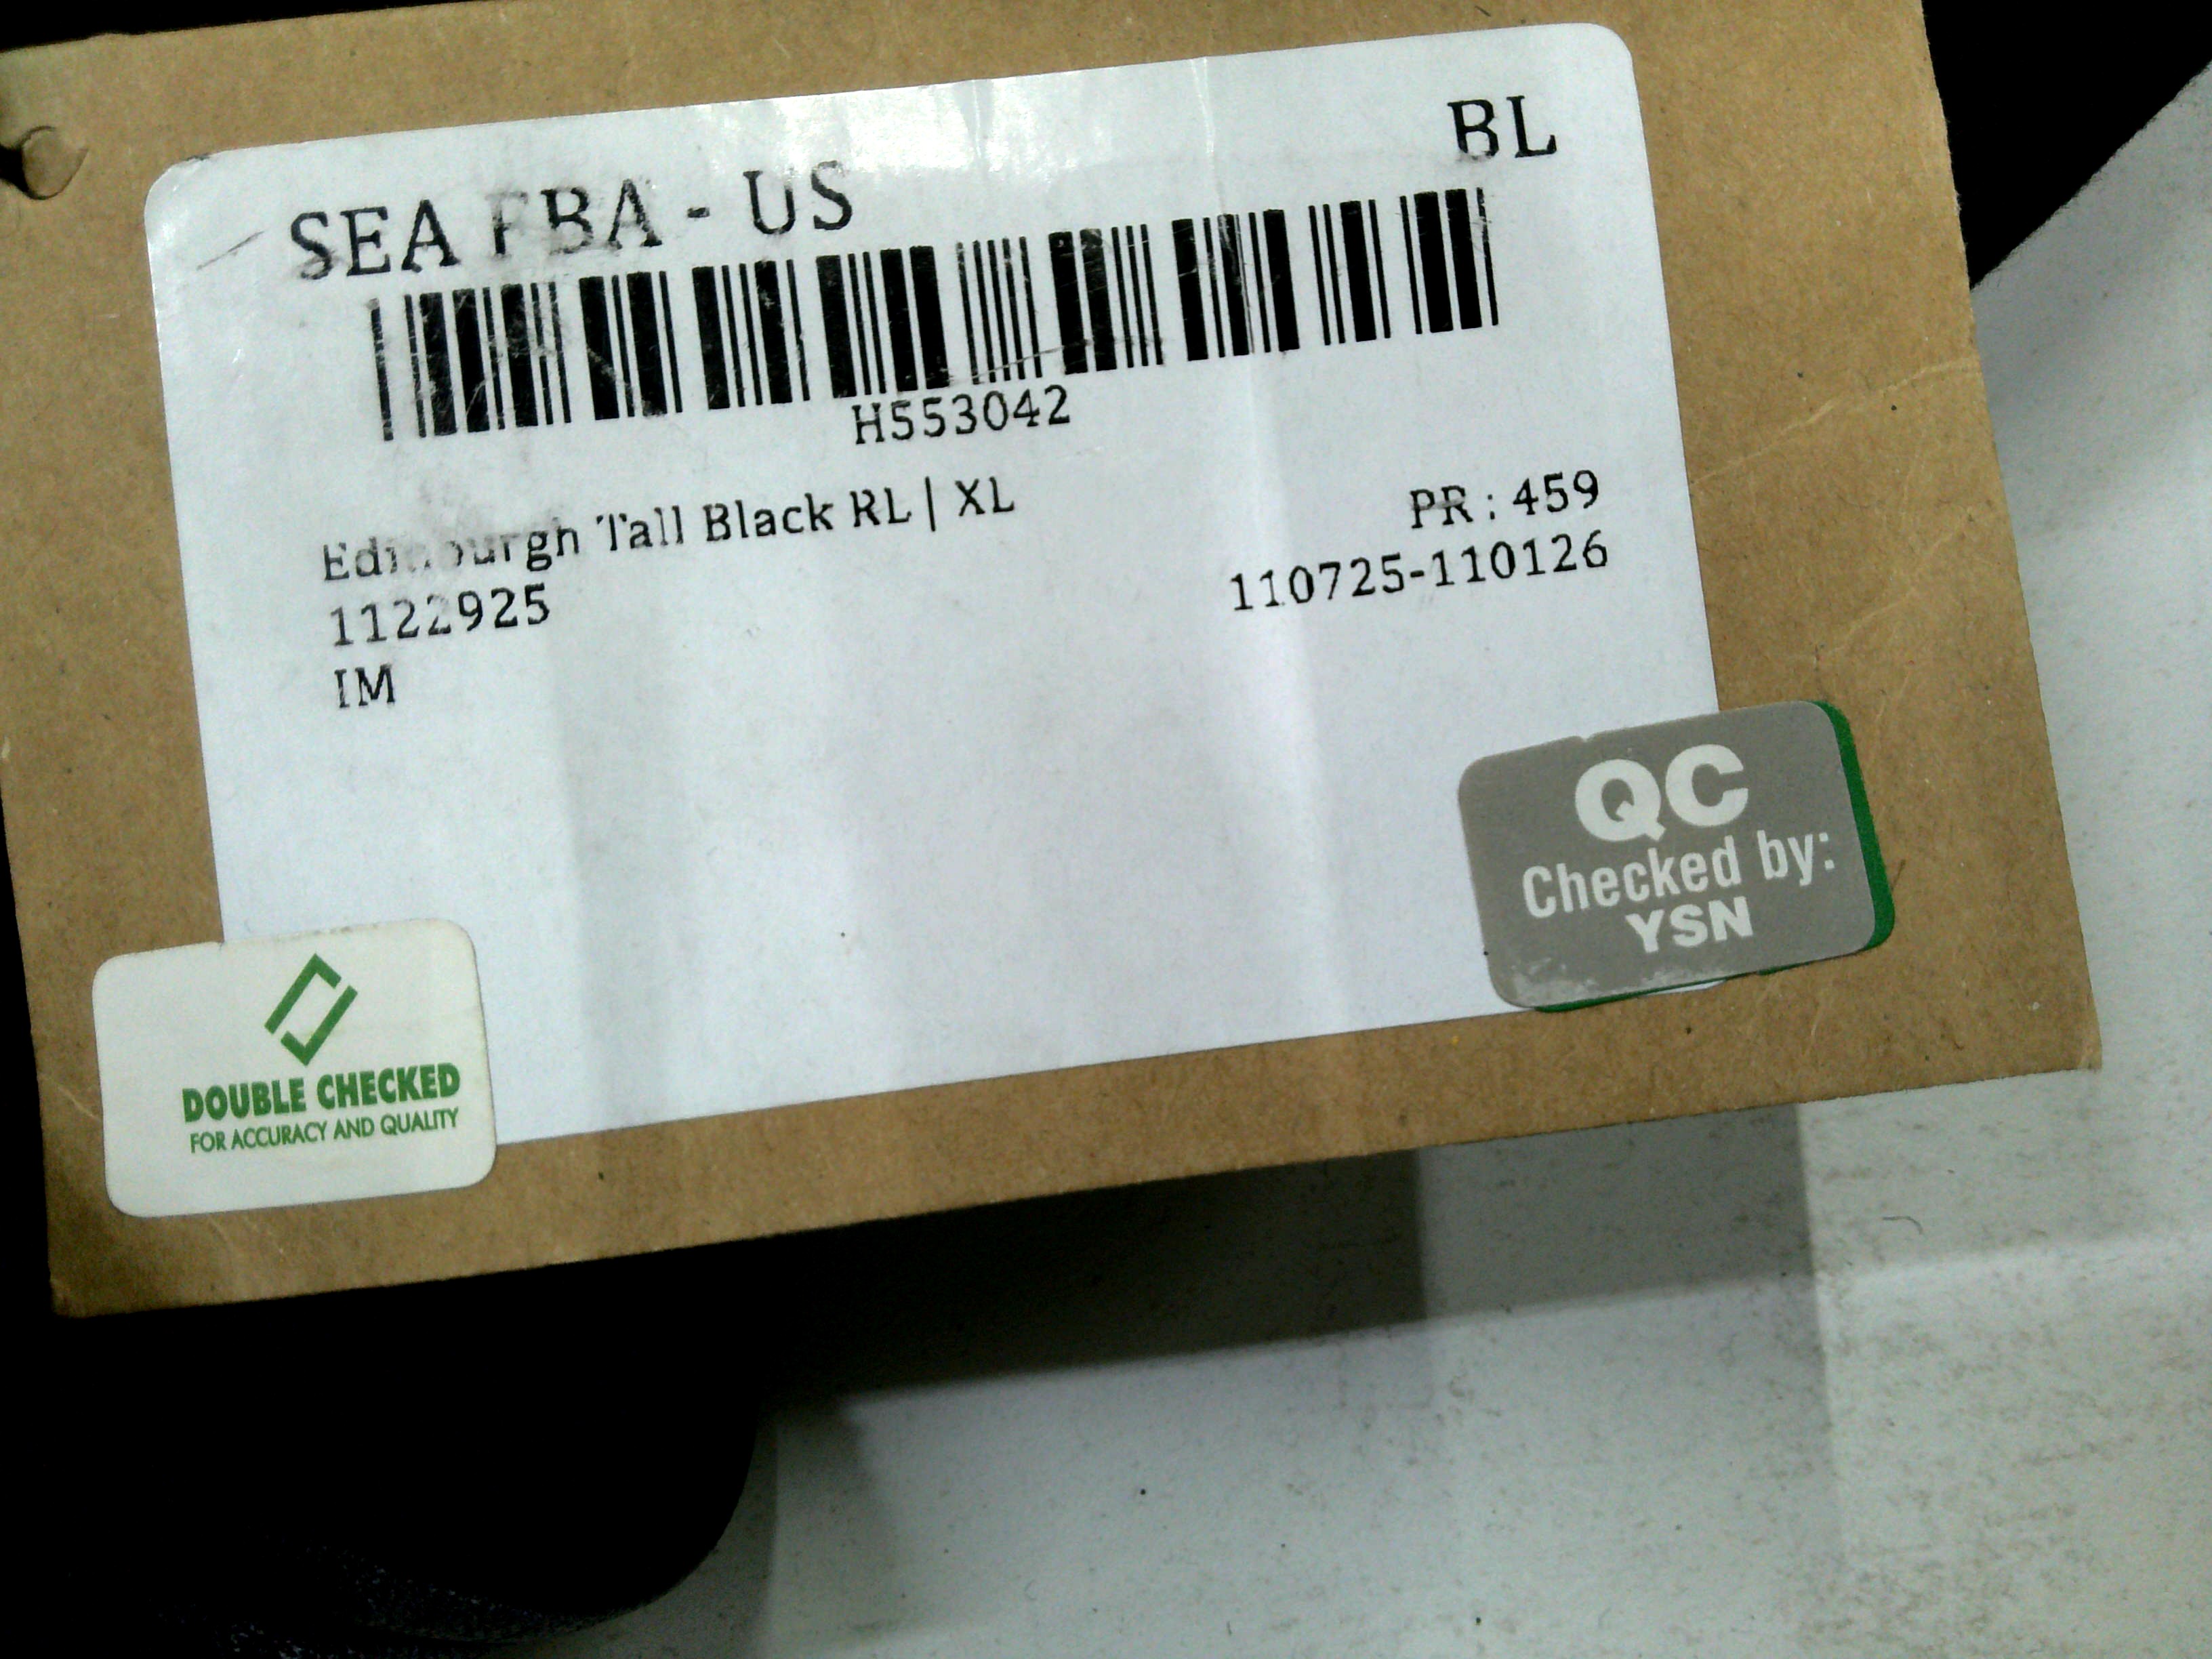 BL
SEA FBA - US
H553042
Edinburgh Tall Black RL | XL
PR : 459
1122925
110725-110126
IM
QC
Checked by:
YSN
DOUBLE CHECKED
FOR ACCURACY AND QUALITY